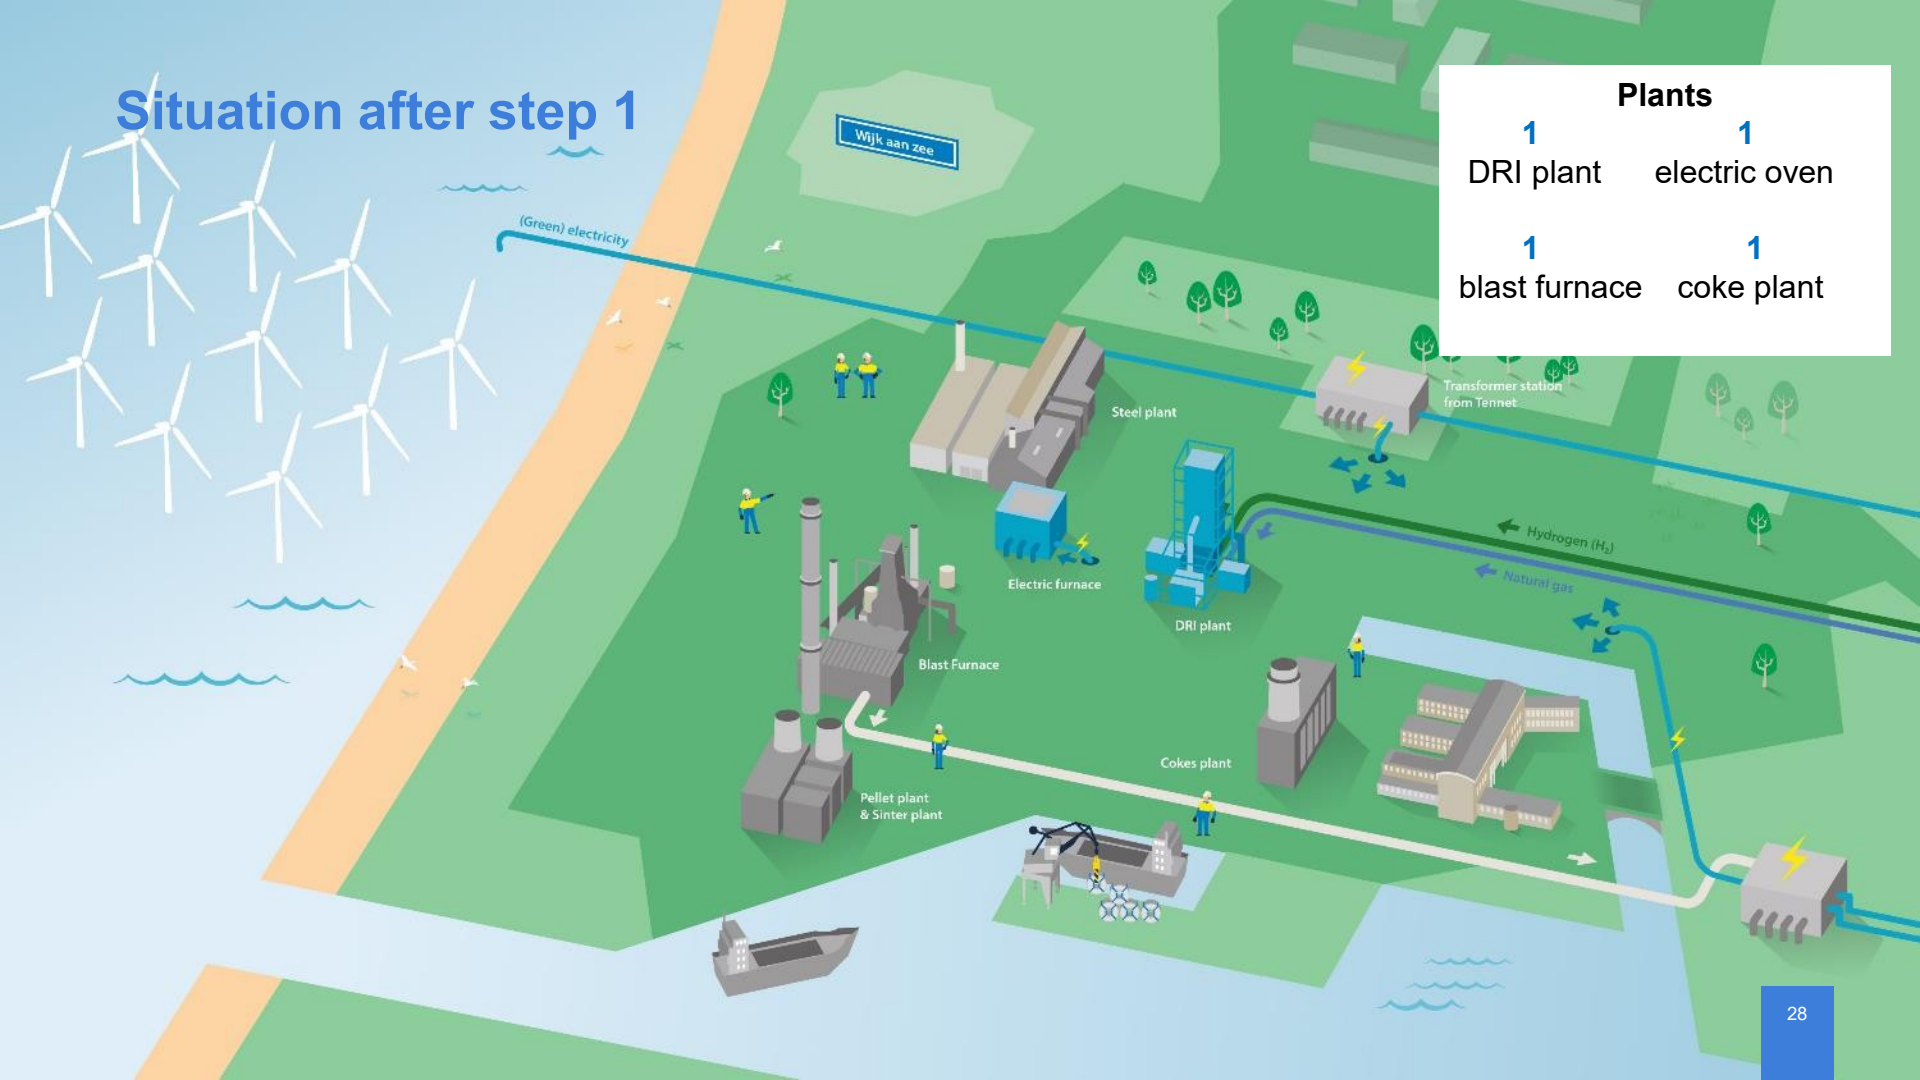 Situation after step 1
Wijk aan zee
(Green) electricity
Plants
1 1
DRI plant electric oven
1 1
blast furnace coke plant
Transformer station
from Tennet
Steel plant
Hydrogen (H₂)
Natural gas
Electric furnace
DRI plant
Blast Furnace
Cokes plant
Pellet plant
& Sinter plant
28